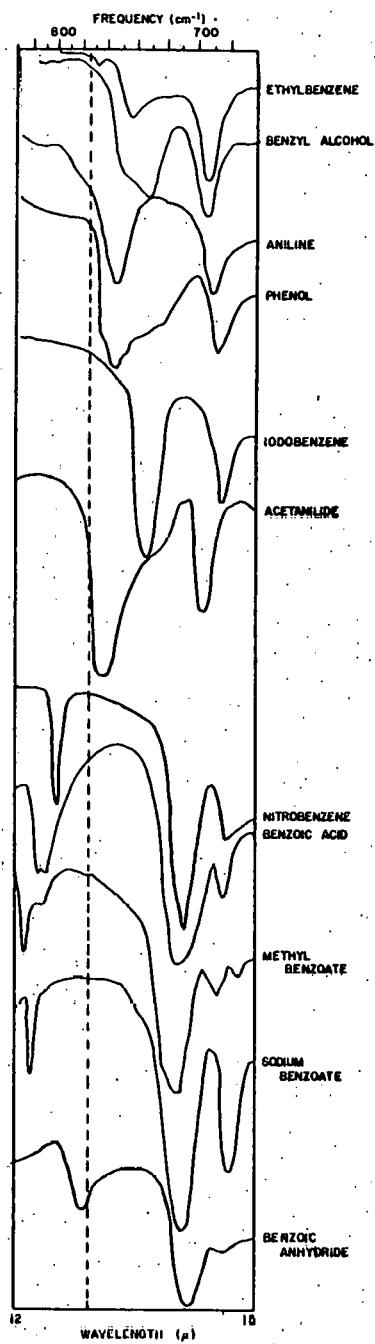 FREQUENCY (cm⁻¹)
800 700
ETHYLBENZENE
BENZYL ALCOHOL
ANILINE
PHENOL
IODOBENZENE
ACETANILIDE
NITROBENZENE
BENZOIC ACID
METHYL
BENZOATE
SODIUM
BENZOATE
BENZOIC
ANHYDRIDE
12 15
WAVELENGTH (μ)